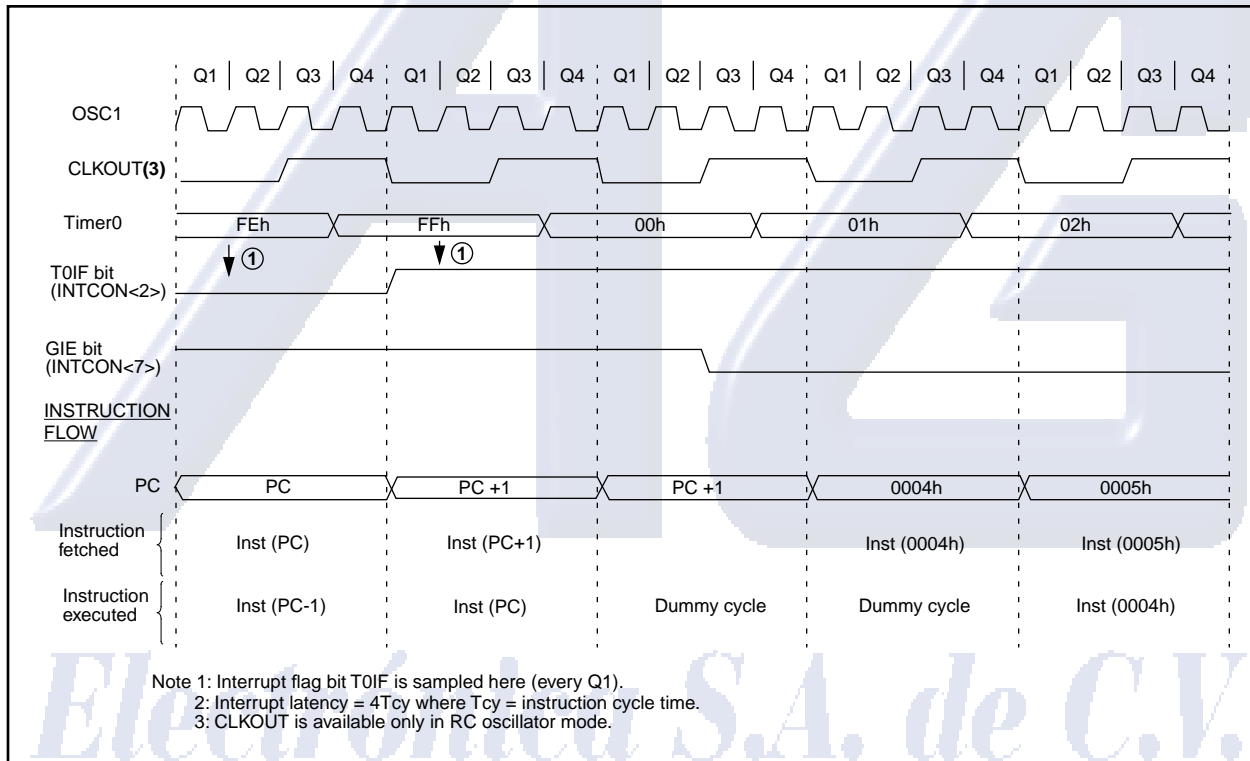 Q1 Q2 Q3 Q4 Q1 Q2 Q3 Q4 Q1 Q2 Q3 Q4 Q1 Q2 Q3 Q4 Q1 Q2 Q3 Q4
OSC1
CLKOUT(3)
Timer0 FEh FFh 00h 01h 02h
1 1
T0IF bit
(INTCON<2>)
GIE bit
(INTCON<7>)
INSTRUCTION
FLOW
PC PC PC +1 PC +1 0004h 0005h
Instruction
fetched
Inst (PC) Inst (PC+1) Inst (0004h) Inst (0005h)
Instruction
executed
Inst (PC-1) Inst (PC) Dummy cycle Dummy cycle Inst (0004h)
Note 1: Interrupt flag bit T0IF is sampled here (every Q1).
2: Interrupt latency = 4Tcy where Tcy = instruction cycle time.
3: CLKOUT is available only in RC oscillator mode.
AG
Electrónica S.A. de C.V.